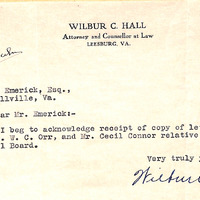 WILBUR C. HALL
Attorney and Counsellor at Law
LEESBURG, VA.
Emerick, Esq.,
llville, Va.
ar Mr. Emerick:-
I beg to acknowledge receipt of copy of le
. W. C. Orr, and Mr. Cecil Connor relative
l Board.
Very truly
Wilbur